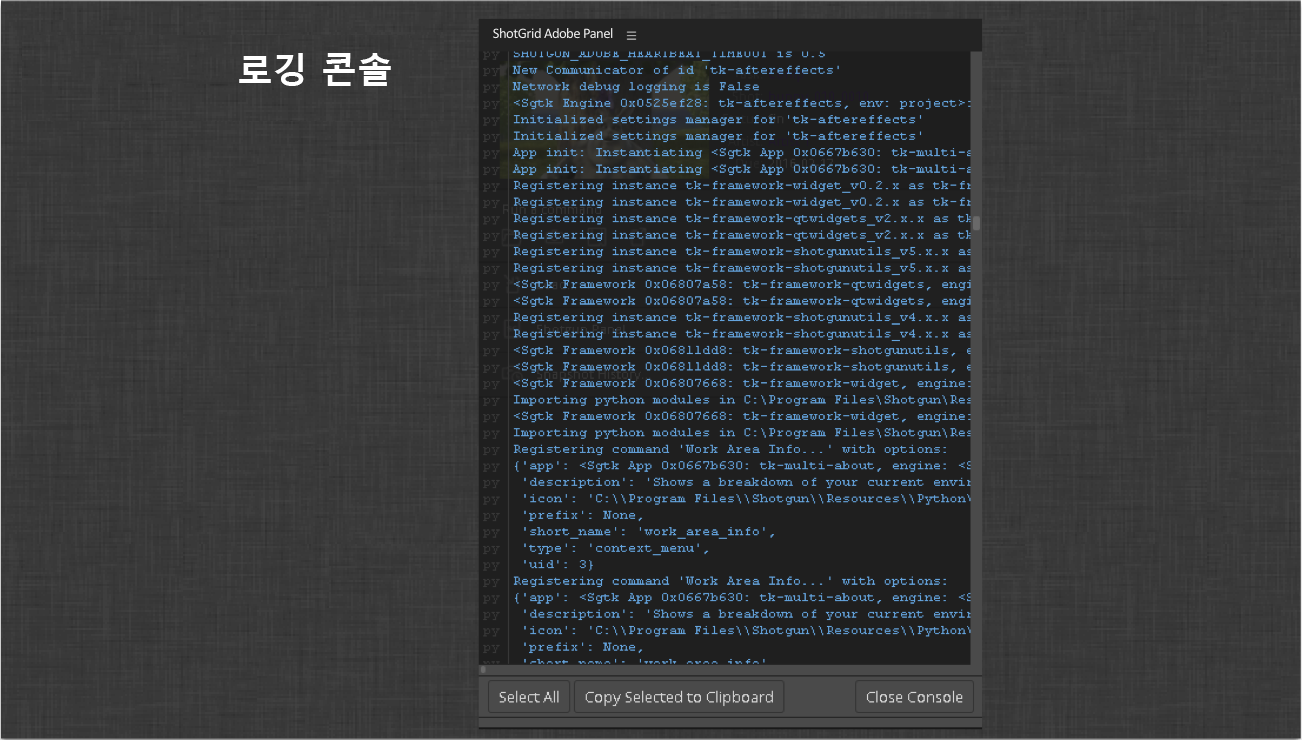 로깅 콘솔
ShotGrid Adobe Panel
py SHOTGUN_ADOBE_HEARTBEAT_TIMEOUT is 0.5
py New Communicator of id 'tk-aftereffects'
py Network debug logging is False
py <Sgtk Engine 0x0525ef28: tk-aftereffects, env: project>:
py Initialized settings manager for 'tk-aftereffects'
py Initialized settings manager for 'tk-aftereffects'
py App init: Instantiating <Sgtk App 0x0667b630: tk-multi-a
py App init: Instantiating <Sgtk App 0x0667b630: tk-multi-a
py Registering instance tk-framework-widget_v0.2.x as tk-fr
py Registering instance tk-framework-widget_v0.2.x as tk-fr
py Registering instance tk-framework-qtwidgets_v2.x.x as tk
py Registering instance tk-framework-qtwidgets_v2.x.x as tk
py Registering instance tk-framework-shotgunutils_v5.x.x as
py Registering instance tk-framework-shotgunutils_v5.x.x as
py <Sgtk Framework 0x06807a58: tk-framework-qtwidgets, engi
py <Sgtk Framework 0x06807a58: tk-framework-qtwidgets, engi
py Registering instance tk-framework-shotgunutils_v4.x.x as
py Registering instance tk-framework-shotgunutils_v4.x.x as
py <Sgtk Framework 0x06811dd8: tk-framework-shotgunutils, e
py <Sgtk Framework 0x06811dd8: tk-framework-shotgunutils, e
py <Sgtk Framework 0x06807668: tk-framework-widget, engine:
py Importing python modules in C:\Program Files\Shotgun\Res
py <Sgtk Framework 0x06807668: tk-framework-widget, engine:
py Importing python modules in C:\Program Files\Shotgun\Res
py Registering command 'Work Area Info...' with options:
py {'app': <Sgtk App 0x0667b630: tk-multi-about, engine: <S
py 'description': 'Shows a breakdown of your current envir
py 'icon': 'C:\\Program Files\\Shotgun\\Resources\\Python\
py 'prefix': None,
py 'short_name': 'work_area_info',
py 'type': 'context_menu',
py 'uid': 3}
py Registering command 'Work Area Info...' with options:
py {'app': <Sgtk App 0x0667b630: tk-multi-about, engine: <S
py 'description': 'Shows a breakdown of your current envir
py 'icon': 'C:\\Program Files\\Shotgun\\Resources\\Python\
py 'prefix': None,
py 'short_name': 'work_area_info'
Select All
Copy Selected to Clipboard
Close Console